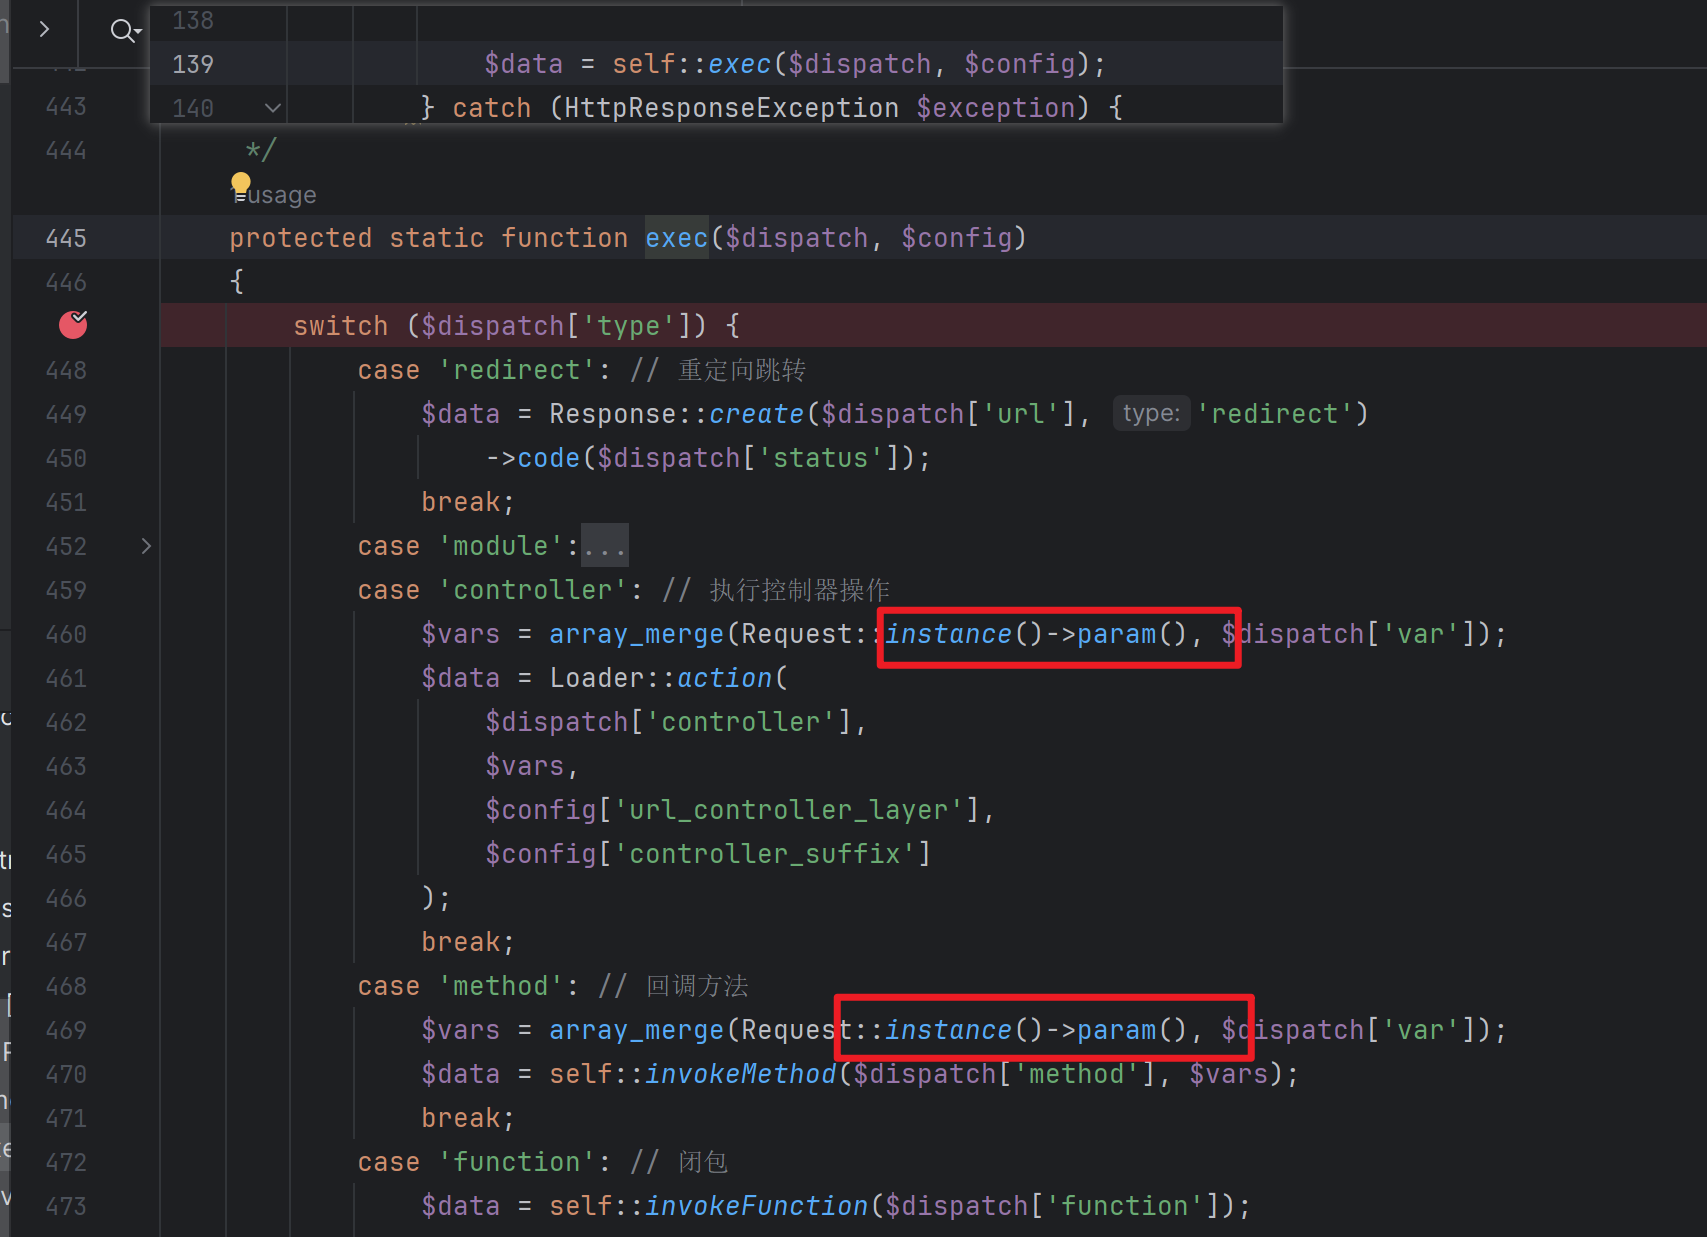 138
139 $data = self::exec($dispatch, $config);
140 } catch (HttpResponseException $exception) {
443
444 */
usage
445 protected static function exec($dispatch, $config)
446 {
switch ($dispatch['type']) {
448 case 'redirect': // 重定向跳转
449 $data = Response::create($dispatch['url'], type: 'redirect')
450 ->code($dispatch['status']);
451 break;
452 case 'module':...
459 case 'controller': // 执行控制器操作
460 $vars = array_merge(Request::instance()->param(), $dispatch['var']);
461 $data = Loader::action(
462 $dispatch['controller'],
463 $vars,
464 $config['url_controller_layer'],
465 $config['controller_suffix']
466 );
467 break;
468 case 'method': // 回调方法
469 $vars = array_merge(Request::instance()->param(), $dispatch['var']);
470 $data = self::invokeMethod($dispatch['method'], $vars);
471 break;
472 case 'function': // 闭包
473 $data = self::invokeFunction($dispatch['function']);